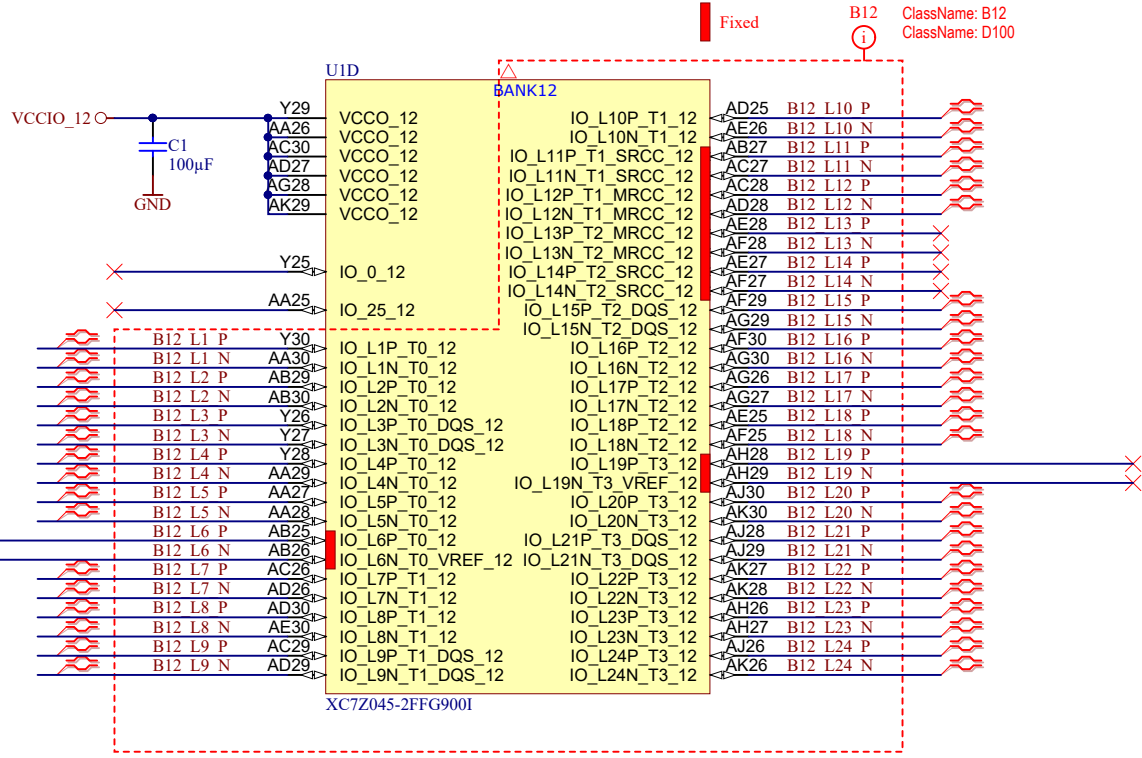 Fixed
B12
i
ClassName: B12
ClassName: D100
U1D
BANK12
VCCIO_12
C1
100µF
GND
Y29 VCCO_12
AA26 VCCO_12
AC30 VCCO_12
AD27 VCCO_12
AG28 VCCO_12
AK29 VCCO_12
Y25 IO_0_12
AA25 IO_25_12
B12_L1_P Y30 IO_L1P_T0_12
B12_L1_N AA30 IO_L1N_T0_12
B12_L2_P AB29 IO_L2P_T0_12
B12_L2_N AB30 IO_L2N_T0_12
B12_L3_P Y26 IO_L3P_T0_DQS_12
B12_L3_N Y27 IO_L3N_T0_DQS_12
B12_L4_P Y28 IO_L4P_T0_12
B12_L4_N AA29 IO_L4N_T0_12
B12_L5_P AA27 IO_L5P_T0_12
B12_L5_N AA28 IO_L5N_T0_12
B12_L6_P AB25 IO_L6P_T0_12
B12_L6_N AB26 IO_L6N_T0_VREF_12
B12_L7_P AC26 IO_L7P_T1_12
B12_L7_N AD26 IO_L7N_T1_12
B12_L8_P AD30 IO_L8P_T1_12
B12_L8_N AE30 IO_L8N_T1_12
B12_L9_P AC29 IO_L9P_T1_DQS_12
B12_L9_N AD29 IO_L9N_T1_DQS_12
IO_L10P_T1_12 AD25 B12_L10_P
IO_L10N_T1_12 AE26 B12_L10_N
IO_L11P_T1_SRCC_12 AB27 B12_L11_P
IO_L11N_T1_SRCC_12 AC27 B12_L11_N
IO_L12P_T1_MRCC_12 AC28 B12_L12_P
IO_L12N_T1_MRCC_12 AD28 B12_L12_N
IO_L13P_T2_MRCC_12 AE28 B12_L13_P
IO_L13N_T2_MRCC_12 AF28 B12_L13_N
IO_L14P_T2_SRCC_12 AE27 B12_L14_P
IO_L14N_T2_SRCC_12 AF27 B12_L14_N
IO_L15P_T2_DQS_12 AF29 B12_L15_P
IO_L15N_T2_DQS_12 AG29 B12_L15_N
IO_L16P_T2_12 AF30 B12_L16_P
IO_L16N_T2_12 AG30 B12_L16_N
IO_L17P_T2_12 AG26 B12_L17_P
IO_L17N_T2_12 AG27 B12_L17_N
IO_L18P_T2_12 AE25 B12_L18_P
IO_L18N_T2_12 AF25 B12_L18_N
IO_L19P_T3_12 AH28 B12_L19_P
IO_L19N_T3_VREF_12 AH29 B12_L19_N
IO_L20P_T3_12 AJ30 B12_L20_P
IO_L20N_T3_12 AK30 B12_L20_N
IO_L21P_T3_DQS_12 AJ28 B12_L21_P
IO_L21N_T3_DQS_12 AJ29 B12_L21_N
IO_L22P_T3_12 AK27 B12_L22_P
IO_L22N_T3_12 AK28 B12_L22_N
IO_L23P_T3_12 AH26 B12_L23_P
IO_L23N_T3_12 AH27 B12_L23_N
IO_L24P_T3_12 AJ26 B12_L24_P
IO_L24N_T3_12 AK26 B12_L24_N
XC7Z045-2FFG900I